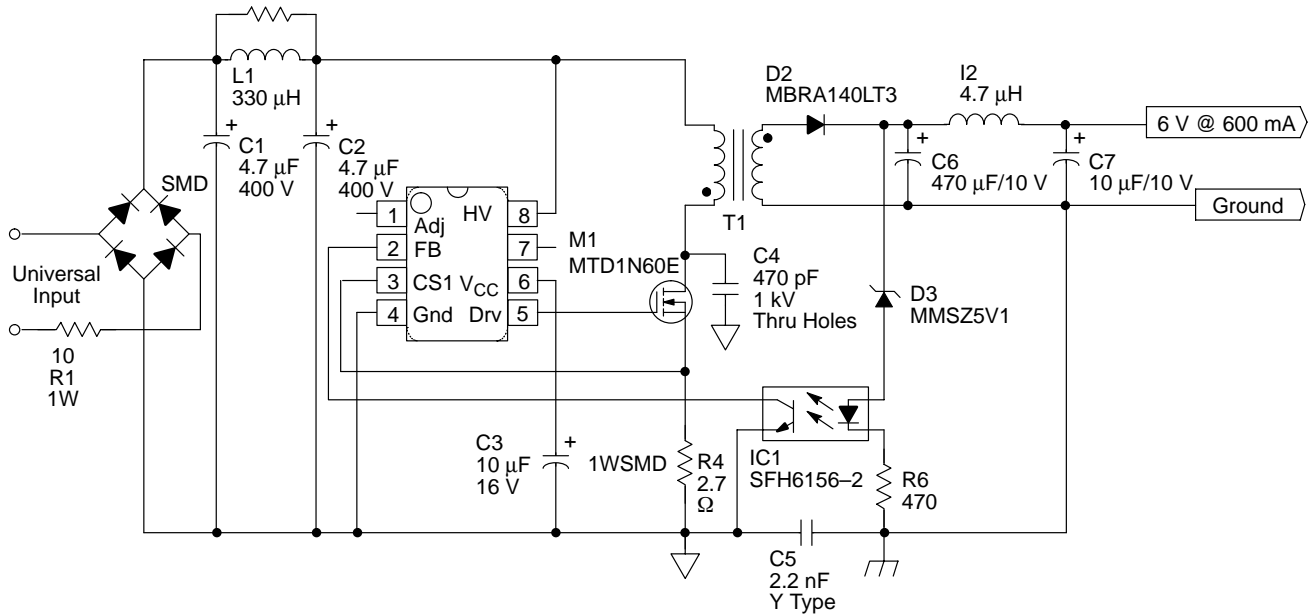 L1
330 μH
C1
4.7 μF
400 V
C2
4.7 μF
400 V
SMD
Universal
Input
10
R1
1W
1
Adj
HV
8
2
FB
7
3
CS1
VCC
6
4
Gnd
Drv
5
M1
MTD1N60E
T1
D2
MBRA140LT3
I2
4.7 μH
6 V @ 600 mA
C6
470 μF/10 V
C7
10 μF/10 V
Ground
C4
470 pF
1 kV
Thru Holes
D3
MMSZ5V1
C3
10 μF
16 V
1WSMD
R4
2.7
Ω
IC1
SFH6156–2
R6
470
C5
2.2 nF
Y Type
+
+
+
+
+